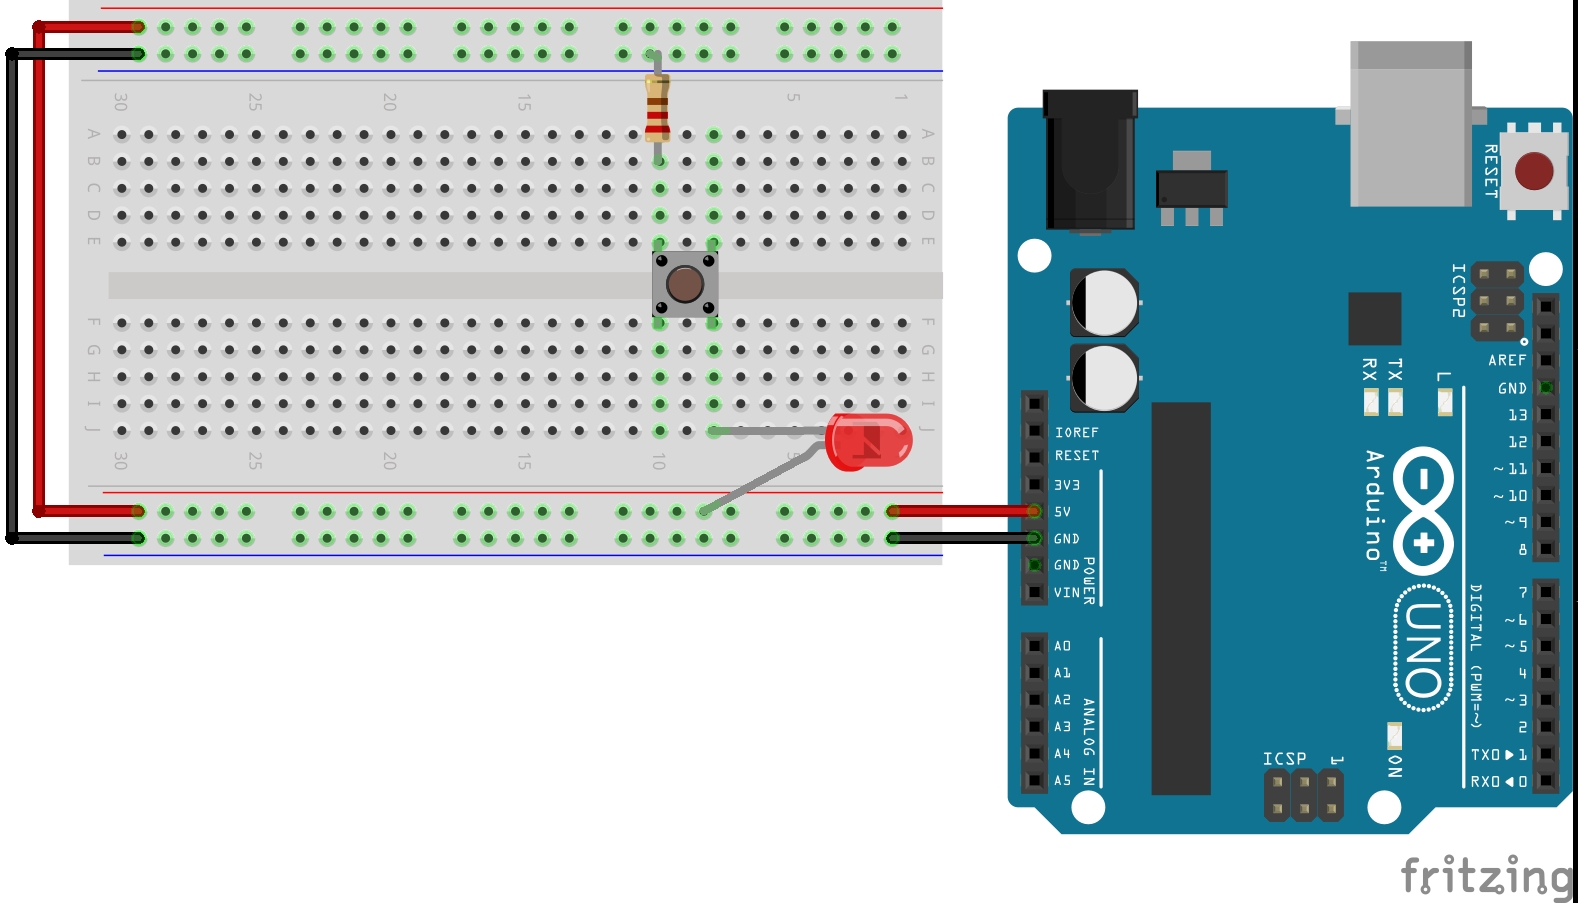 30 25 20 15 5 1
A A
B B
C C
D D
E E
F F
G G
H H
I I
J J
30 25 20 15 10
RESET
ICSP2
AREF
GND
13
12
~11
~10
~9
8
RX TX L
IOREF
RESET
3V3
5V
GND
GND
VIN
POWER
Arduino™
UNO
7
~6
~5
4
~3
2
TX0▶1
RX0◀0
DIGITAL (PWM=~)
A0
A1
A2
A3
A4
A5
ANALOG IN
ICSP 1
ON
fritzing